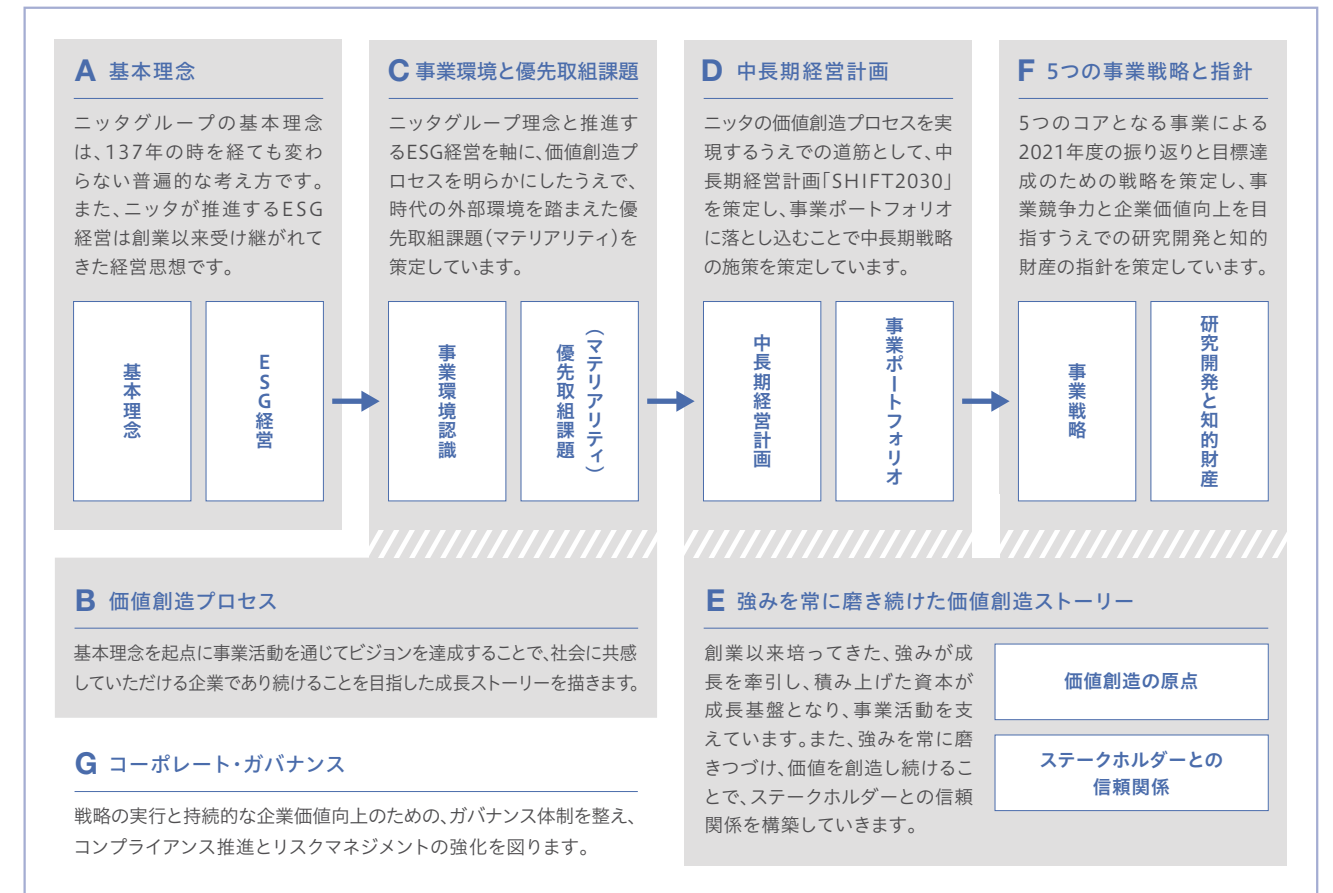 A 基本理念
ニッタグループの基本理念
は、137年の時を経ても変わ
らない普遍的な考え方です。
また、ニッタが推進するESG
経営は創業以来受け継がれて
きた経営思想です。
基本理念
ESG経営
C 事業環境と優先取組課題
ニッタグループ理念と推進す
るESG経営を軸に、価値創造プ
ロセスを明らかにしたうえで、
時代の外部環境を踏まえた優
先取組課題(マテリアリティ)を
策定しています。
事業環境認識
優先取組課題
(マテリアリティ)
D 中長期経営計画
ニッタの価値創造プロセスを実
現するうえでの道筋として、中
長期経営計画「SHIFT2030」
を策定し、事業ポートフォリオ
に落とし込むことで中長期戦略
の施策を策定しています。
中長期経営計画
事業ポートフォリオ
F 5つの事業戦略と指針
5つのコアとなる事業による
2021年度の振り返りと目標達
成のための戦略を策定し、事
業競争力と企業価値向上を目
指すうえでの研究開発と知的
財産の指針を策定しています。
事業戦略
研究開発と知的財産
B 価値創造プロセス
基本理念を起点に事業活動を通じてビジョンを達成することで、社会に共感
していただける企業であり続けることを目指した成長ストーリーを描きます。
E 強みを常に磨き続けた価値創造ストーリー
創業以来培ってきた、強みが成
長を牽引し、積み上げた資本が
成長基盤となり、事業活動を支
えています。また、強みを常に磨
きつづけ、価値を創造し続けるこ
とで、ステークホルダーとの信頼
関係を構築していきます。
価値創造の原点
ステークホルダーとの
信頼関係
G コーポレート・ガバナンス
戦略の実行と持続的な企業価値向上のための、ガバナンス体制を整え、
コンプライアンス推進とリスクマネジメントの強化を図ります。